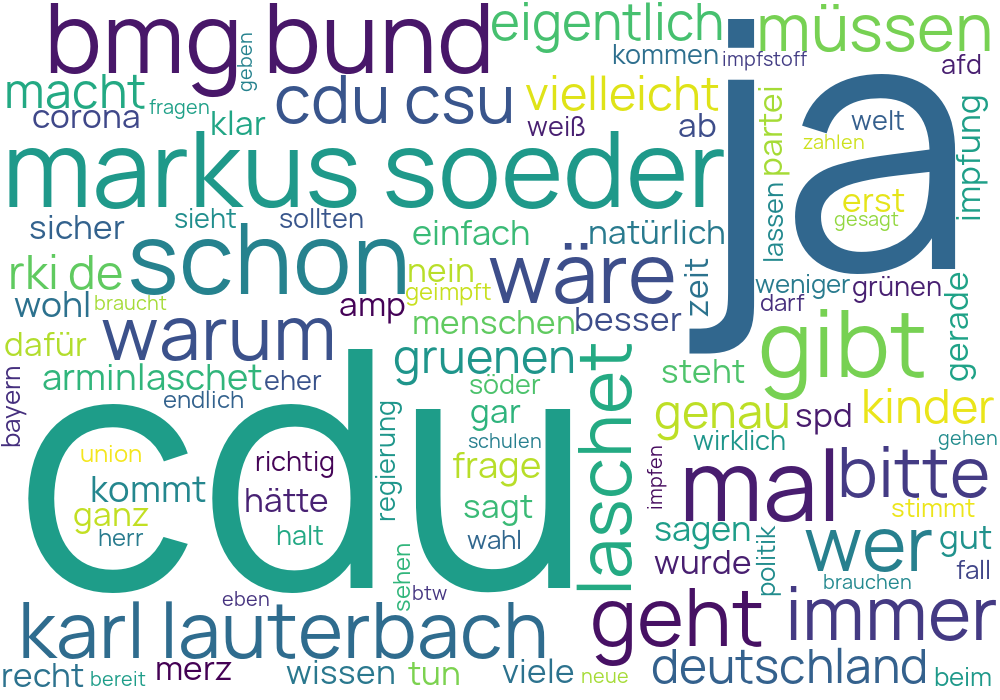 bmg bund eigentlich ja müssen
geben kommen impfstoff afd
macht fragen cdu csu vielleicht partei welt impfung
corona klar weiß ab zahlen
markus soeder lassen erst
gesagt
sicher sieht sollten einfach natürlich
schon nein wäre zeit weniger grünen gerade
rki de geimpft darf
wohl braucht amp menschen besser
dafür warum gruenen laschet gibt
bayern arminlaschet eher söder steht
endlich gar genau spd kinder
cdu regierung schulen wirklich gehen
union richtig frage impfen mal bitte
kommt hätte sagt stimmt
ganz halt wahl sagen politik wer gut
herr sehen wurde fall
eben btw brauchen
karl lauterbach geht immer
recht bereit merz wissen tun viele neue deutschland beim